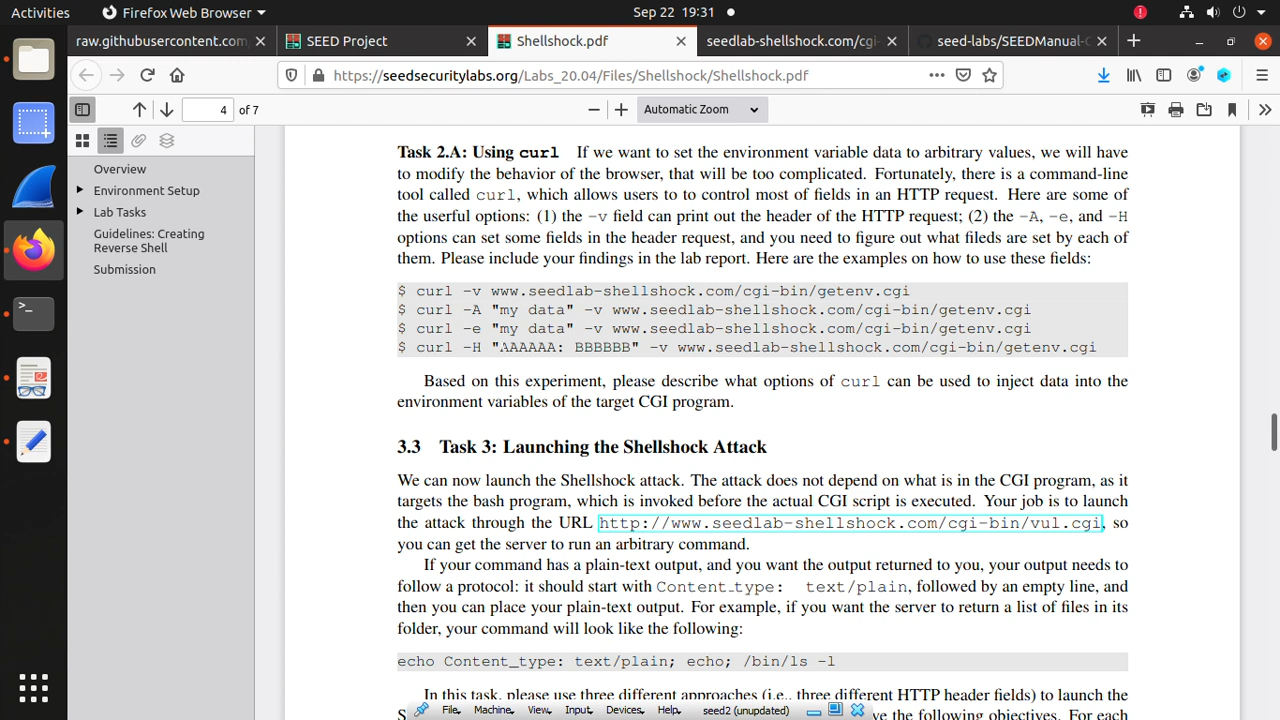 Activities
Firefox Web Browser
Sep 22 19:31
raw.githubusercontent.com
SEED Project
Shellshock.pdf
seedlab-shellshock.com/cgi-
seed-labs/SEEDManual-
https://seedsecuritylabs.org/Labs_20.04/Files/Shellshock/Shellshock.pdf
4 of 7
Automatic Zoom
Overview
Environment Setup
Lab Tasks
Guidelines: Creating
Reverse Shell
Submission
Task 2.A: Using curl If we want to set the environment variable data to arbitrary values, we will have
to modify the behavior of the browser, that will be too complicated. Fortunately, there is a command-line
tool called curl, which allows users to to control most of fields in an HTTP request. Here are some of
the userful options: (1) the -v field can print out the header of the HTTP request; (2) the -A, -e, and -H
options can set some fields in the header request, and you need to figure out what fileds are set by each of
them. Please include your findings in the lab report. Here are the examples on how to use these fields:
$ curl -v www.seedlab-shellshock.com/cgi-bin/getenv.cgi
$ curl -A "my data" -v www.seedlab-shellshock.com/cgi-bin/getenv.cgi
$ curl -e "my data" -v www.seedlab-shellshock.com/cgi-bin/getenv.cgi
$ curl -H "AAAAAA: BBBBBB" -v www.seedlab-shellshock.com/cgi-bin/getenv.cgi
Based on this experiment, please describe what options of curl can be used to inject data into the
environment variables of the target CGI program.
3.3 Task 3: Launching the Shellshock Attack
We can now launch the Shellshock attack. The attack does not depend on what is in the CGI program, as it
targets the bash program, which is invoked before the actual CGI script is executed. Your job is to launch
the attack through the URL http://www.seedlab-shellshock.com/cgi-bin/vul.cgi, so
you can get the server to run an arbitrary command.
If your command has a plain-text output, and you want the output returned to you, your output needs to
follow a protocol: it should start with Content_type: text/plain, followed by an empty line, and
then you can place your plain-text output. For example, if you want the server to return a list of files in its
folder, your command will look like the following:
echo Content_type: text/plain; echo; /bin/ls -l
In this task, please use three different approaches (i.e., three different HTTP header fields) to launch the
File Machine View Input Devices Help seed2 (unupdated)
the following objectives. For each